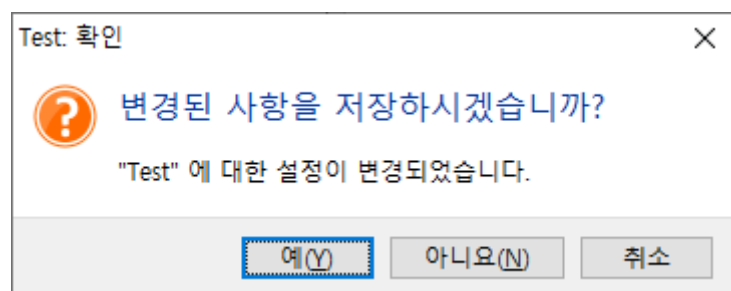 Test: 확인
변경된 사항을 저장하시겠습니까?
"Test" 에 대한 설정이 변경되었습니다.
예(Y) 아니요(N) 취소